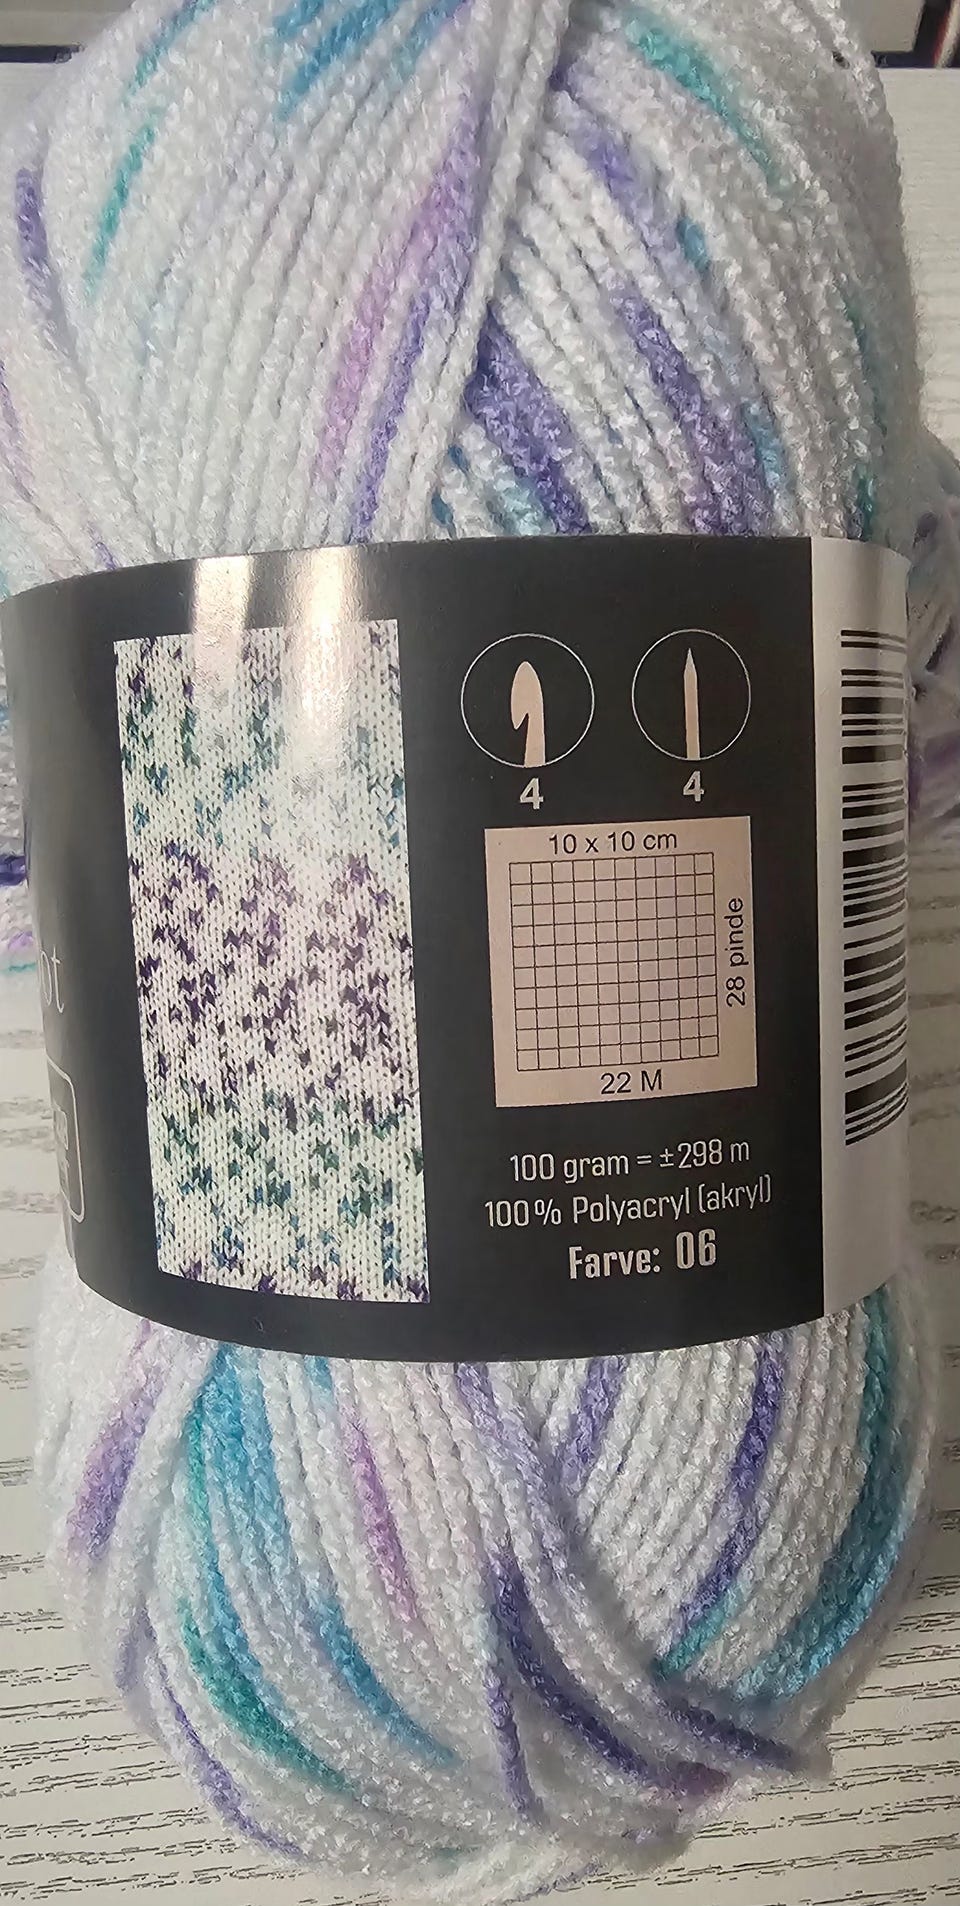 4
4
10 x 10 cm
28 pinde
22 M
100 gram = ±298 m
100% Polyacryl (akryl)
Farve: 06